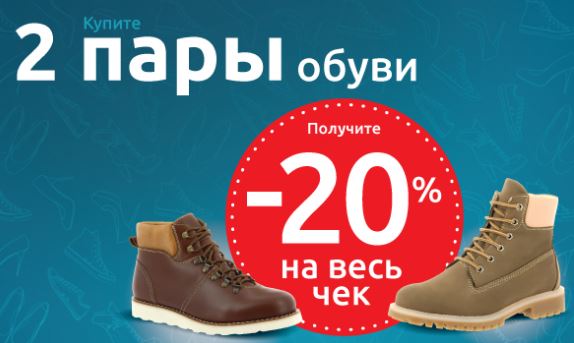 Купите
2 пары обуви
Получите
-20%
на весь
чек